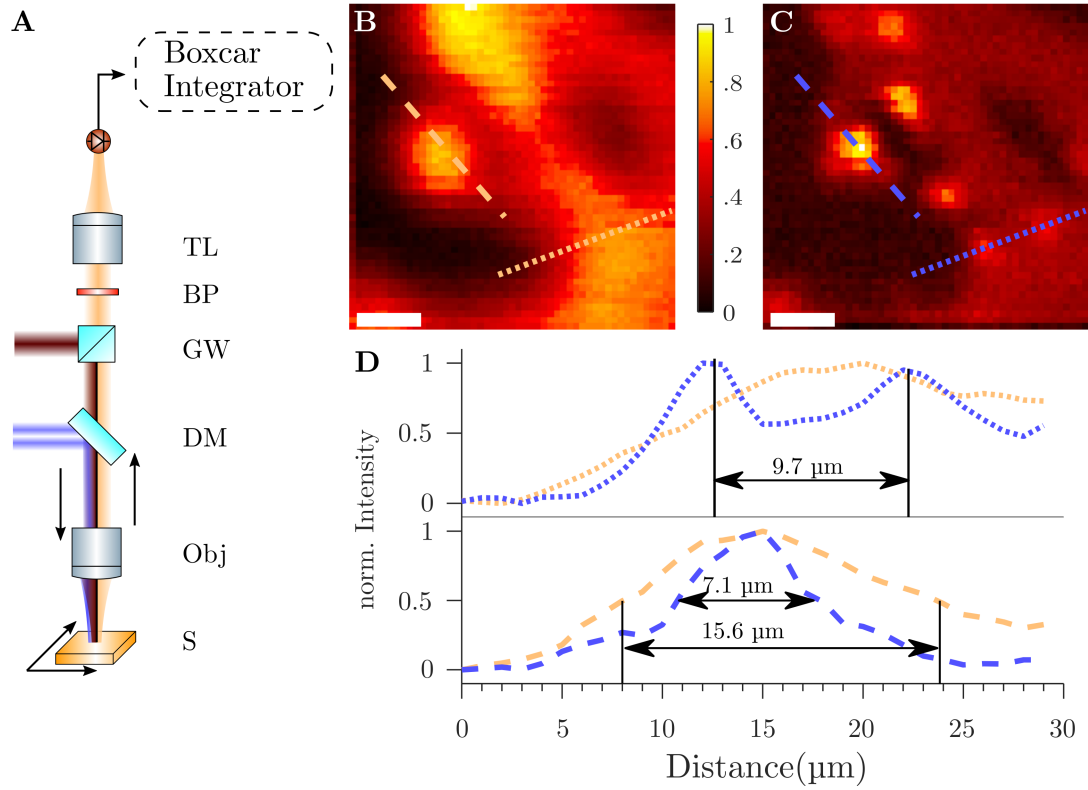 A
Boxcar
Integrator
TL
BP
GW
DM
Obj
S
B
1
.8
.6
.4
.2
0
C
D
norm. Intensity
1
0.5
0
9.7 µm
1
0.5
0
7.1 µm
15.6 µm
0 5 10 15 20 25 30
Distance(µm)